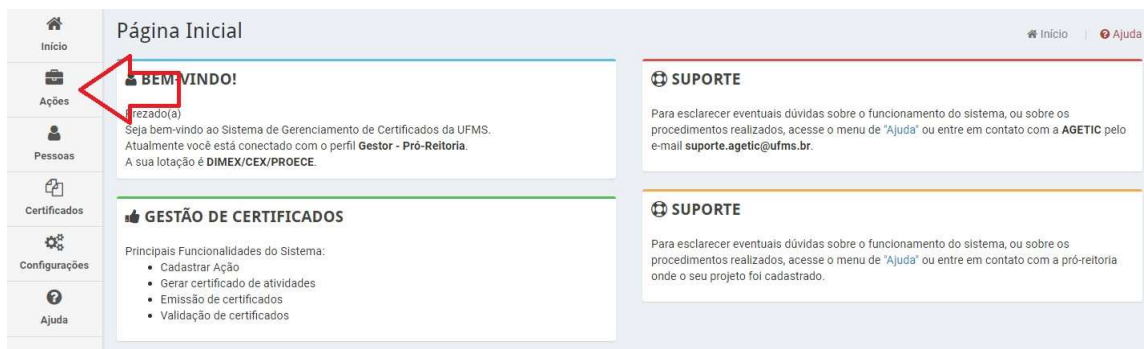 Início
Ações
Pessoas
Certificados
Configurações
Ajuda
Página Inicial
Início
Ajuda
BEM-VINDO!
Prezado(a)
Seja bem-vindo ao Sistema de Gerenciamento de Certificados da UFMS.
Atualmente você está conectado com o perfil Gestor - Pró-Reitoria.
A sua lotação é DIMEX/CEX/PROECE.
GESTÃO DE CERTIFICADOS
Principais Funcionalidades do Sistema:
Cadastrar Ação
Gerar certificado de atividades
Emissão de certificados
Validação de certificados
SUPORTE
Para esclarecer eventuais dúvidas sobre o funcionamento do sistema, ou sobre os
procedimentos realizados, acesse o menu de "Ajuda" ou entre em contato com a AGETIC pelo
e-mail suporte.agetic@ufms.br.
SUPORTE
Para esclarecer eventuais dúvidas sobre o funcionamento do sistema, ou sobre os
procedimentos realizados, acesse o menu de "Ajuda" ou entre em contato com a pró-reitoria
onde o seu projeto foi cadastrado.